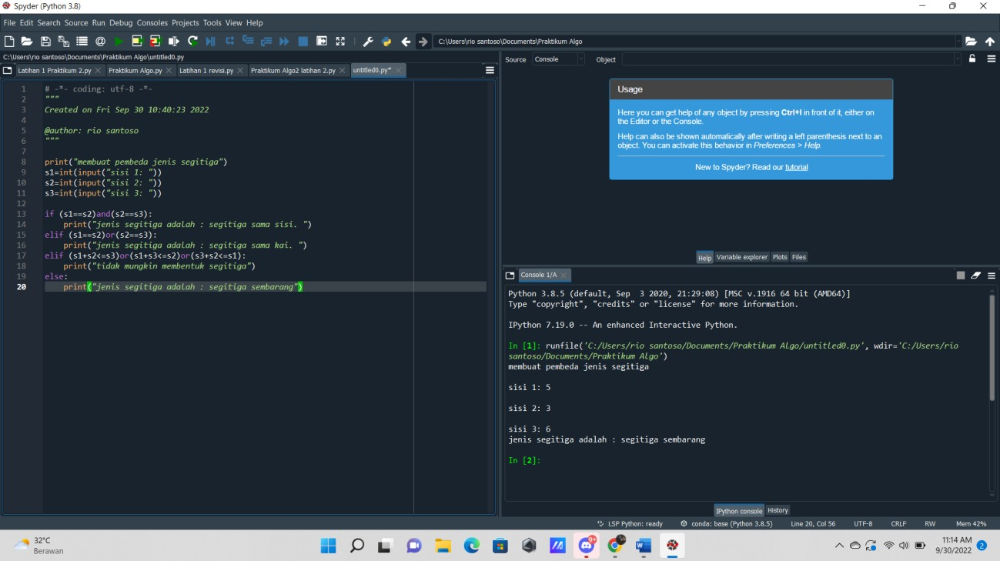 Spyder (Python 3.8)
File Edit Search Source Run Debug Consoles Projects Tools View Help
C:\Users\rio santoso\Documents\Praktikum Algo
C:\Users\rio santoso\Documents\Praktikum Algo\untitled0.py
Latihan 1 Praktikum 2.py
Praktikum Algo.py
Latihan 1 revisi.py
Praktikum Algo2 latihan 2.py
untitled0.py*
1 # -*- coding: utf-8 -*-
2 """
3 Created on Fri Sep 30 10:40:23 2022
4
5 @author: rio santoso
6 """
7
8 print("membuat pembeda jenis segitiga")
9 s1=int(input("sisi 1: "))
10 s2=int(input("sisi 2: "))
11 s3=int(input("sisi 3: "))
12
13 if (s1==s2)and(s2==s3):
14     print("jenis segitiga adalah : segitiga sama sisi. ")
15 elif (s1==s2)or(s2==s3):
16     print("jenis segitiga adalah : segitiga sama kai. ")
17 elif (s1+s2<=s3)or(s1+s3<=s2)or(s3+s2<=s1):
18     print("tidak mungkin membentuk segitiga")
19 else:
20     print("jenis segitiga adalah : segitiga sembarang")
Source Console Object
Usage
Here you can get help of any object by pressing Ctrl+I in front of it, either on
the Editor or the Console.
Help can also be shown automatically after writing a left parenthesis next to an
object. You can activate this behavior in Preferences > Help.
New to Spyder? Read our tutorial
Help Variable explorer Plots Files
Console 1/A
Python 3.8.5 (default, Sep  3 2020, 21:29:08) [MSC v.1916 64 bit (AMD64)]
Type "copyright", "credits" or "license" for more information.
IPython 7.19.0 -- An enhanced Interactive Python.
In [1]: runfile('C:/Users/rio santoso/Documents/Praktikum Algo/untitled0.py', wdir='C:/Users/rio
santoso/Documents/Praktikum Algo')
membuat pembeda jenis segitiga
sisi 1: 5
sisi 2: 3
sisi 3: 6
jenis segitiga adalah : segitiga sembarang
In [2]:
IPython console History
LSP Python: ready conda: base (Python 3.8.5) Line 20, Col 56 UTF-8 CRLF RW Mem 42%
32°C
Berawan
11:14 AM
9/30/2022
2